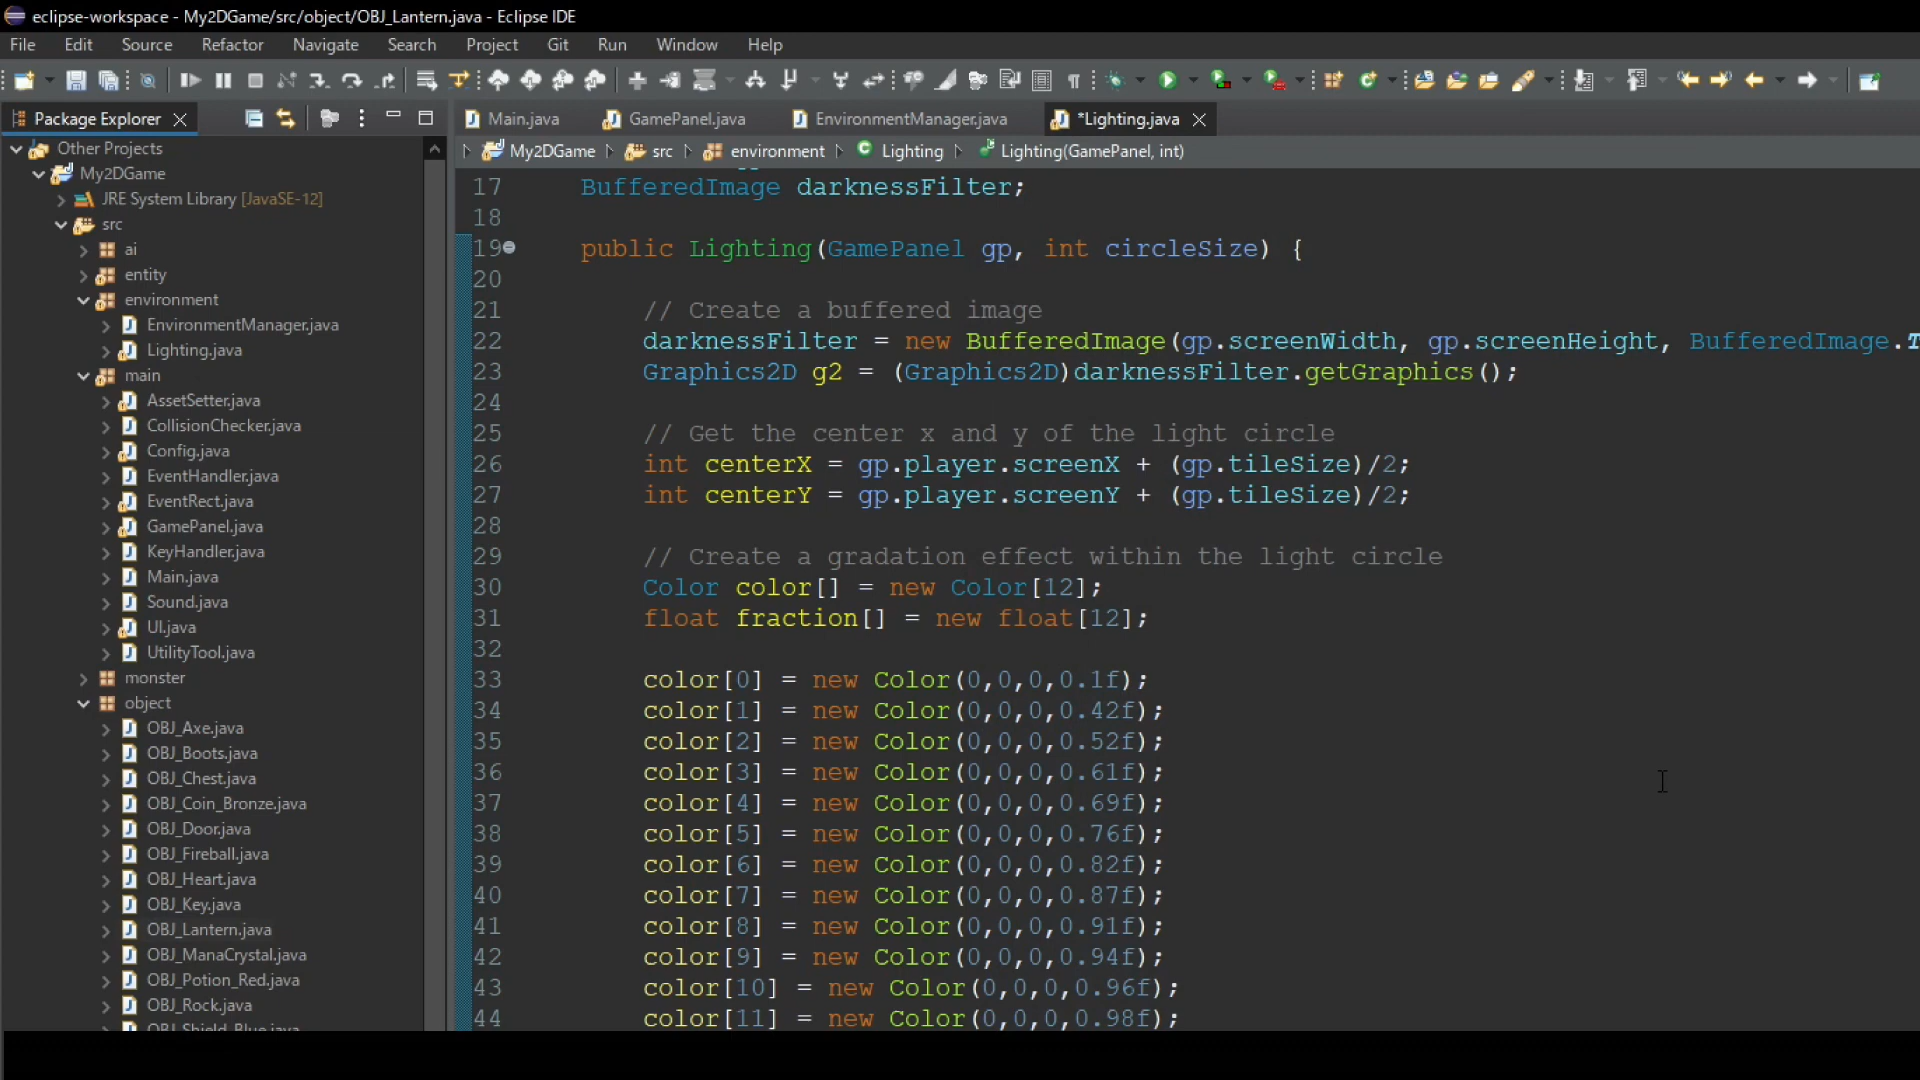 eclipse-workspace - My2DGame/src/object/OBJ_Lantern.java - Eclipse IDE
File Edit Source Refactor Navigate Search Project Git Run Window Help
Package Explorer
Main.java GamePanel.java EnvironmentManager.java *Lighting.java
My2DGame src environment Lighting Lighting(GamePanel, int)
Other Projects
My2DGame
JRE System Library [JavaSE-12]
src
ai
entity
environment
EnvironmentManager.java
Lighting.java
main
AssetSetter.java
CollisionChecker.java
Config.java
EventHandler.java
EventRect.java
GamePanel.java
KeyHandler.java
Main.java
Sound.java
UI.java
UtilityTool.java
monster
object
OBJ_Axe.java
OBJ_Boots.java
OBJ_Chest.java
OBJ_Coin_Bronze.java
OBJ_Door.java
OBJ_Fireball.java
OBJ_Heart.java
OBJ_Key.java
OBJ_Lantern.java
OBJ_ManaCrystal.java
OBJ_Potion_Red.java
OBJ_Rock.java
OBJ_Shield_Blue.java
17 BufferedImage darknessFilter;
18
19 public Lighting(GamePanel gp, int circleSize) {
20
21 // Create a buffered image
22 darknessFilter = new BufferedImage(gp.screenWidth, gp.screenHeight, BufferedImage.T
23 Graphics2D g2 = (Graphics2D)darknessFilter.getGraphics();
24
25 // Get the center x and y of the light circle
26 int centerX = gp.player.screenX + (gp.tileSize)/2;
27 int centerY = gp.player.screenY + (gp.tileSize)/2;
28
29 // Create a gradation effect within the light circle
30 Color color[] = new Color[12];
31 float fraction[] = new float[12];
32
33 color[0] = new Color(0,0,0,0.1f);
34 color[1] = new Color(0,0,0,0.42f);
35 color[2] = new Color(0,0,0,0.52f);
36 color[3] = new Color(0,0,0,0.61f);
37 color[4] = new Color(0,0,0,0.69f);
38 color[5] = new Color(0,0,0,0.76f);
39 color[6] = new Color(0,0,0,0.82f);
40 color[7] = new Color(0,0,0,0.87f);
41 color[8] = new Color(0,0,0,0.91f);
42 color[9] = new Color(0,0,0,0.94f);
43 color[10] = new Color(0,0,0,0.96f);
44 color[11] = new Color(0,0,0,0.98f);